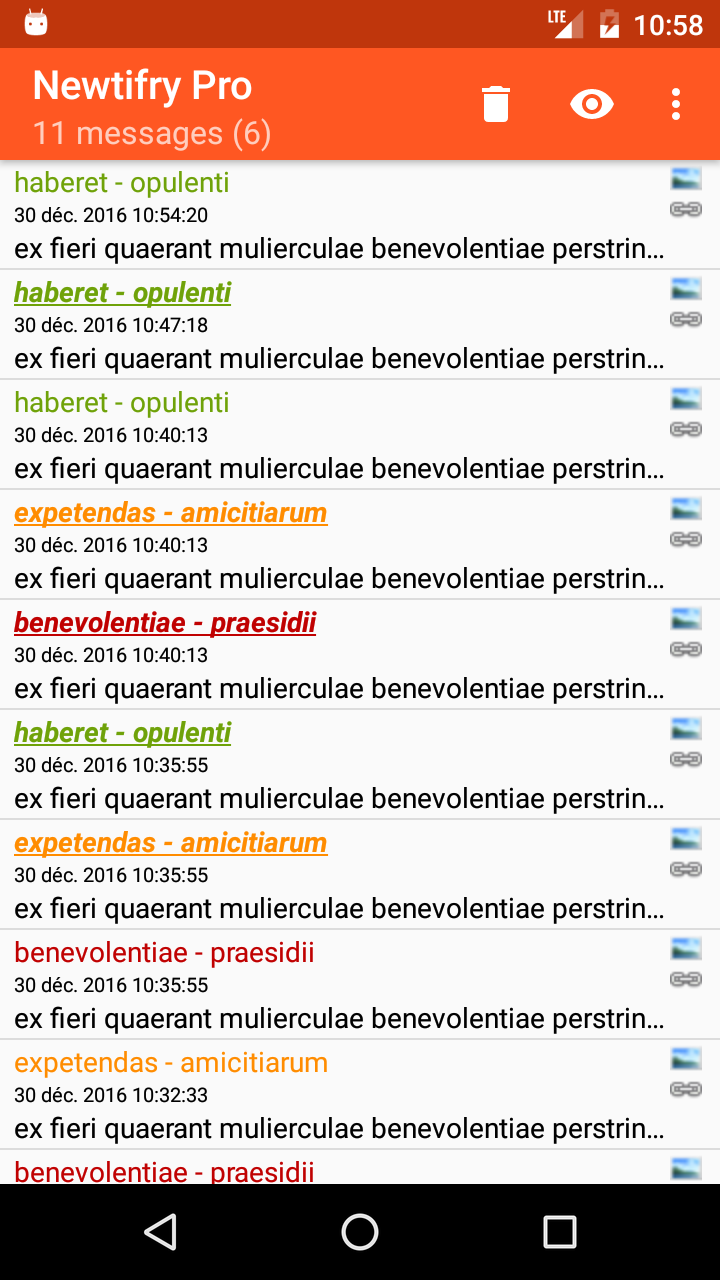 LTE 10:58
Newtifry Pro
11 messages (6)
haberet - opulenti
30 déc. 2016 10:54:20
ex fieri quaerant mulierculae benevolentiae perstrin...
haberet - opulenti
30 déc. 2016 10:47:18
ex fieri quaerant mulierculae benevolentiae perstrin...
haberet - opulenti
30 déc. 2016 10:40:13
ex fieri quaerant mulierculae benevolentiae perstrin...
expetendas - amicitiarum
30 déc. 2016 10:40:13
ex fieri quaerant mulierculae benevolentiae perstrin...
benevolentiae - praesidii
30 déc. 2016 10:40:13
ex fieri quaerant mulierculae benevolentiae perstrin...
haberet - opulenti
30 déc. 2016 10:35:55
ex fieri quaerant mulierculae benevolentiae perstrin...
expetendas - amicitiarum
30 déc. 2016 10:35:55
ex fieri quaerant mulierculae benevolentiae perstrin...
benevolentiae - praesidii
30 déc. 2016 10:35:55
ex fieri quaerant mulierculae benevolentiae perstrin...
expetendas - amicitiarum
30 déc. 2016 10:32:33
ex fieri quaerant mulierculae benevolentiae perstrin...
benevolentiae - praesidii